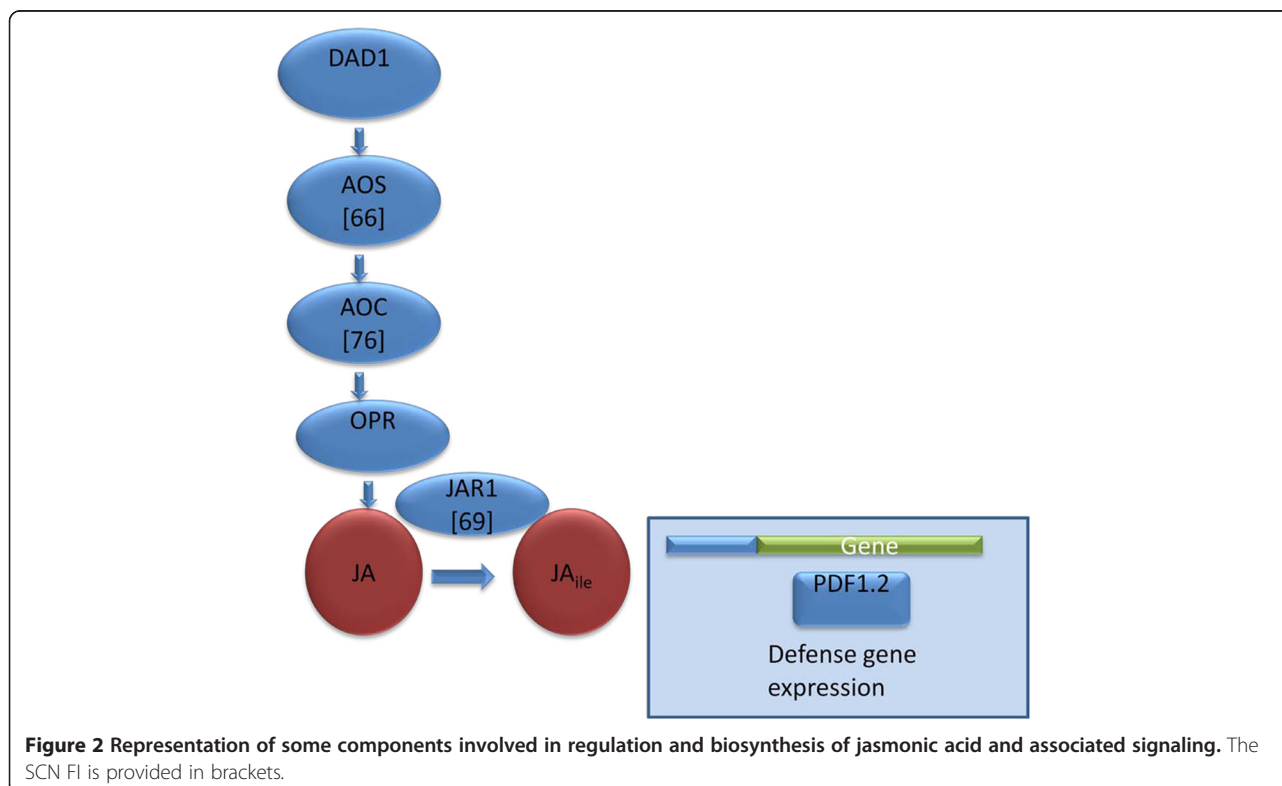 DAD1
AOS
[66]
AOC
[76]
OPR
JAR1
[69]
JA
JAile
Gene
PDF1.2
Defense gene
expression
Figure 2 Representation of some components involved in regulation and biosynthesis of jasmonic acid and associated signaling. The
SCN FI is provided in brackets.